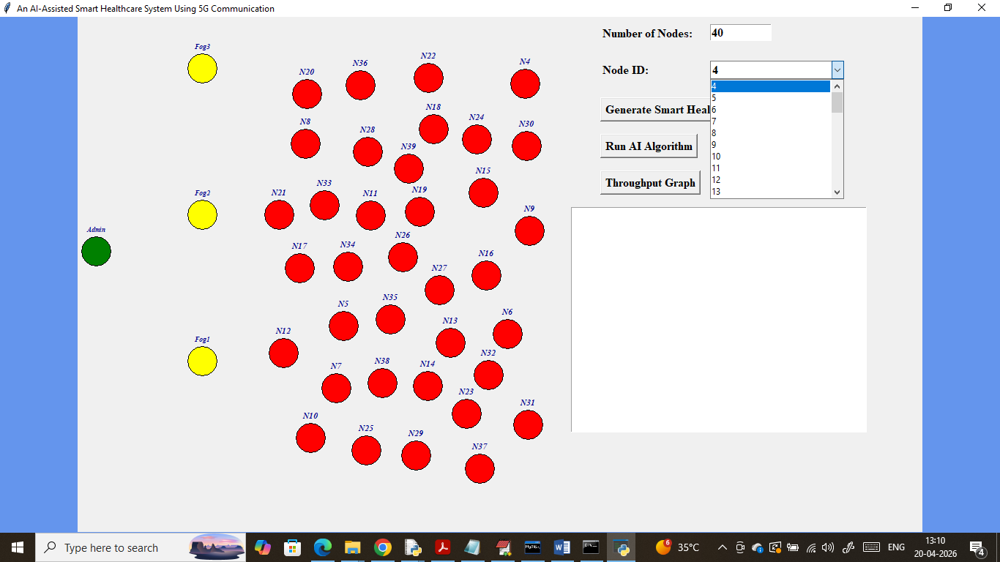 An AI-Assisted Smart Healthcare System Using 5G Communication
Number of Nodes: 40
Node ID: 4
4
5
6
7
8
9
10
11
12
13
Generate Smart Heal
Run AI Algorithm
Throughput Graph
Fog3
N20
N36
N22
N4
N8
N28
N18
N24
N30
N39
N15
Fog2
N21
N33
N11
N19
N9
Admin
N17
N34
N26
N27
N16
N5
N35
N13
N6
Fog1
N12
N7
N38
N14
N32
N23
N31
N10
N25
N29
N37
Type here to search
35°C
ENG
13:10
20-04-2026
4